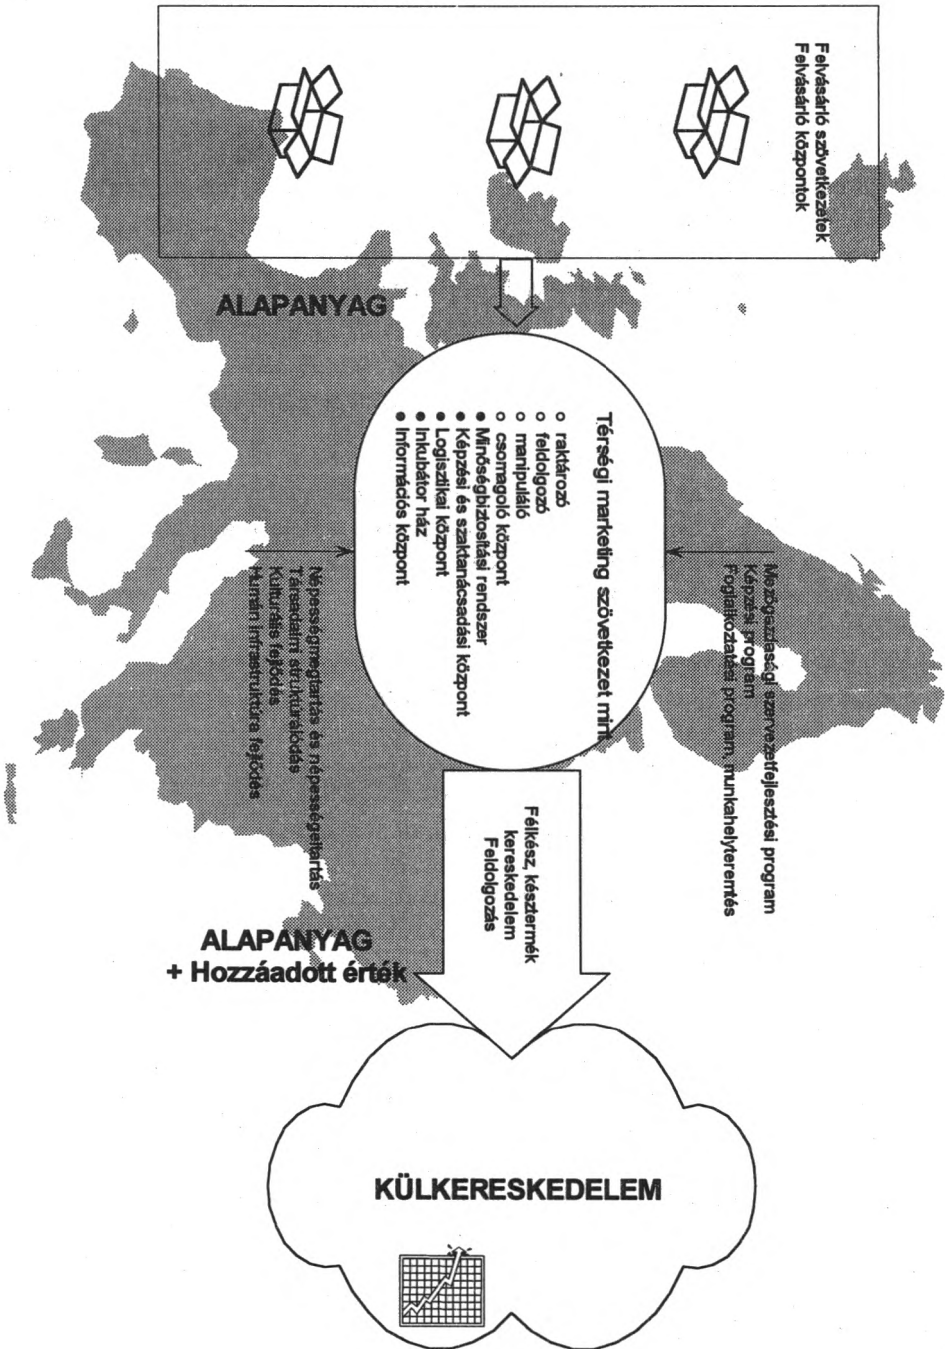 Felvásárló szövetkezetek
Felvásárló központok
ALAPANYAG
Térségi marketing szövetkezet mint
raktározó
feldolgozó
manipuláló
csomagoló központ
Minőségbiztosítási rendszer
Képzési és szaktanácsadási központ
Logisztikai központ
Inkubátor ház
Információs központ
Mezőgazdasági szervezetfejlesztési program
Képzési program
Foglalkoztatási program, munkahelyteremtés
Népességmegtartás és népességeltartás
Társadalmi struktúrálódás
Kulturális fejlődés
Humán infrastruktúra fejlődés
Félkész, késztermék
kereskedelem
Feldolgozás
ALAPANYAG
+ Hozzáadott érték
KÜLKERESKEDELEM